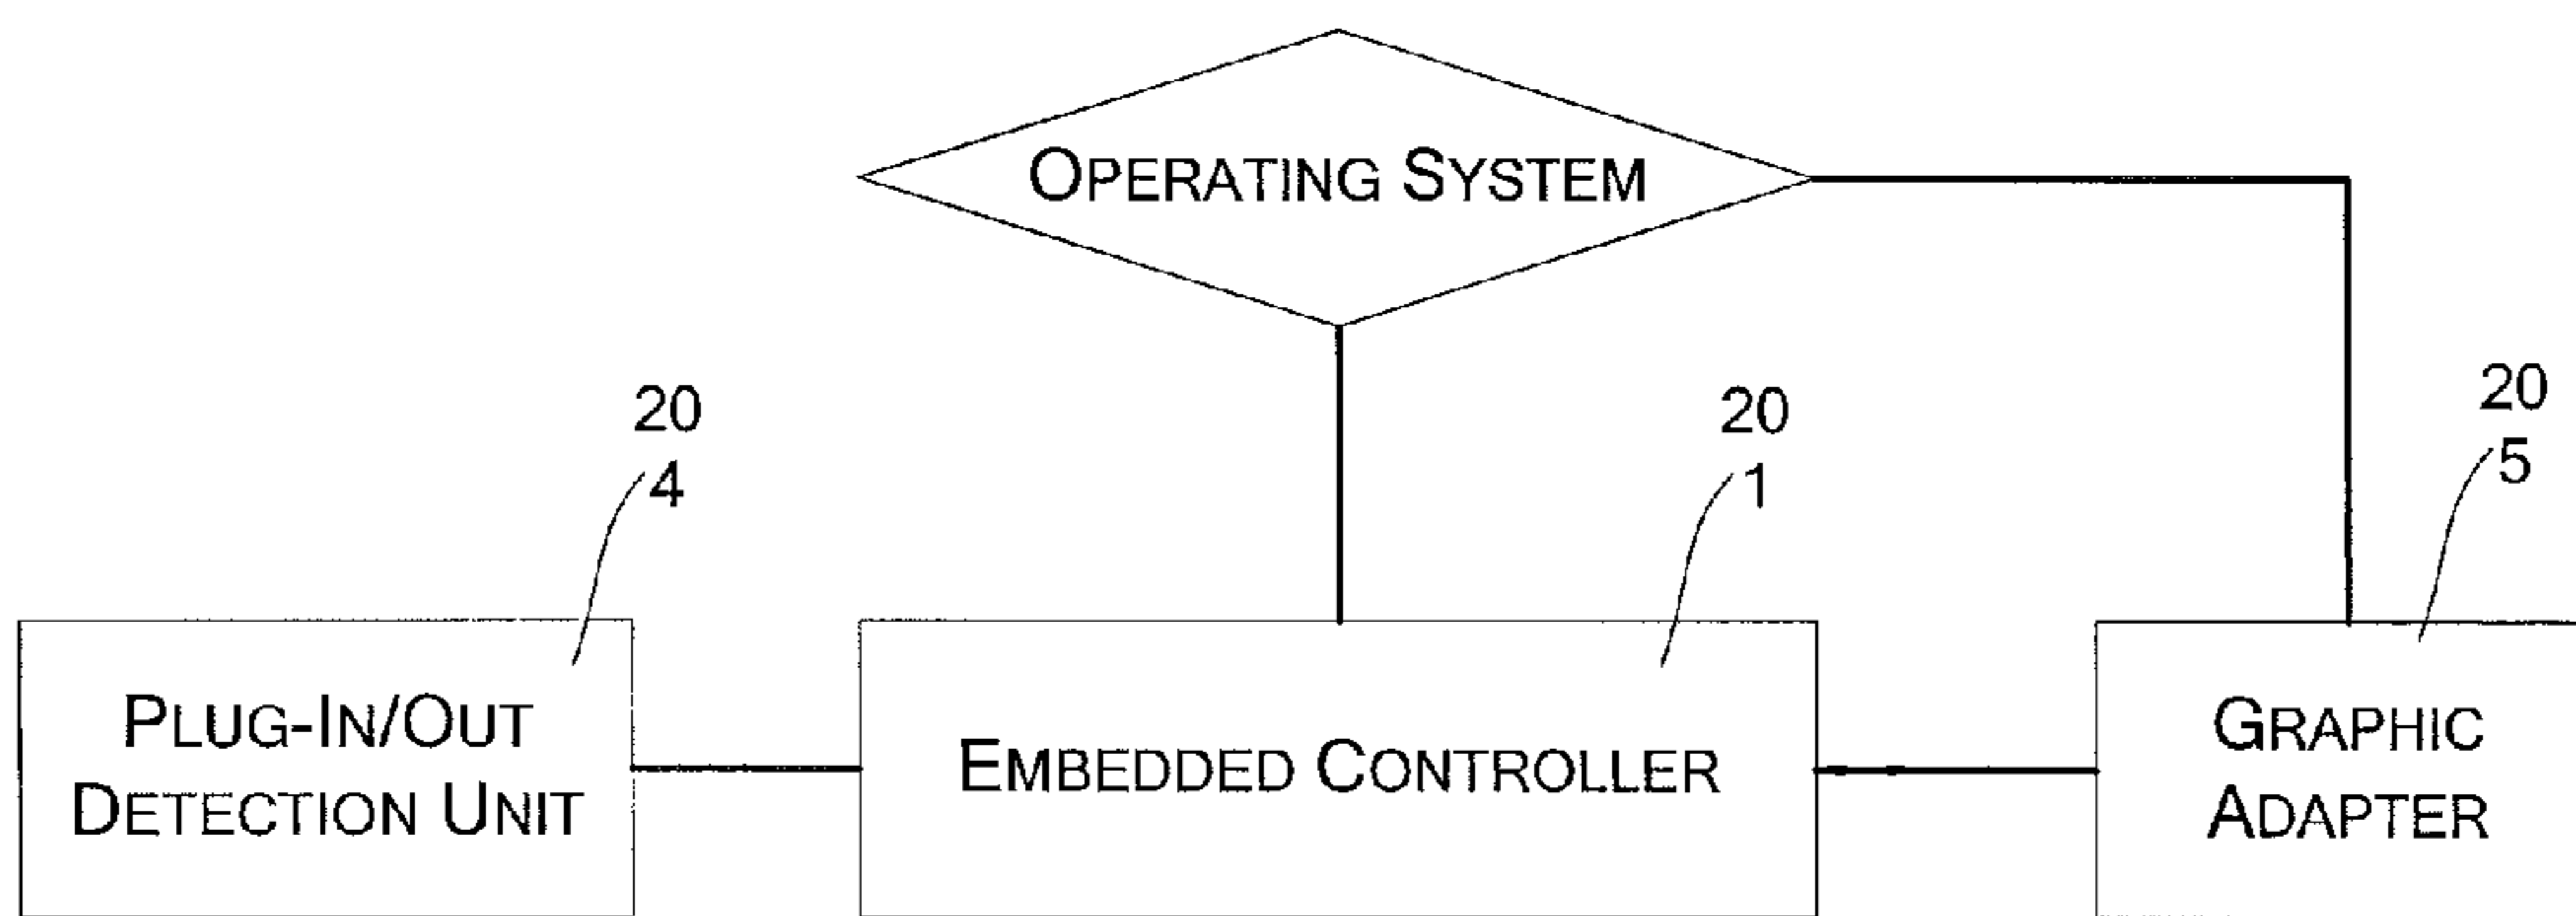 OPERATING SYSTEM
20
4
20
1
20
5
PLUG-IN/OUT
DETECTION UNIT
EMBEDDED CONTROLLER
GRAPHIC
ADAPTER